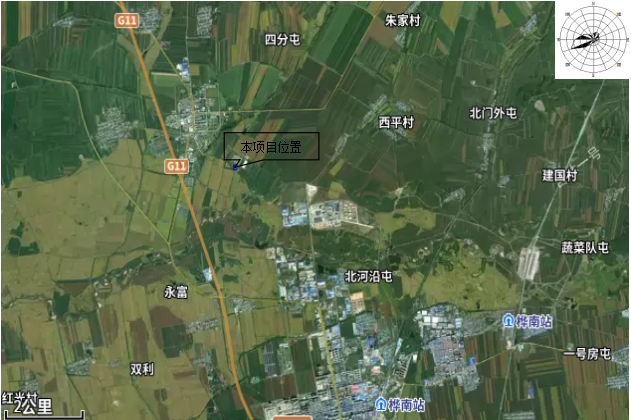 G11
朱家村
四分屯
北门外屯
西平村
本项目位置
G11
建国村
蔬菜队屯
北河沿屯
永富
桦南站
一号房屯
双利
红光村
2公里
桦南站